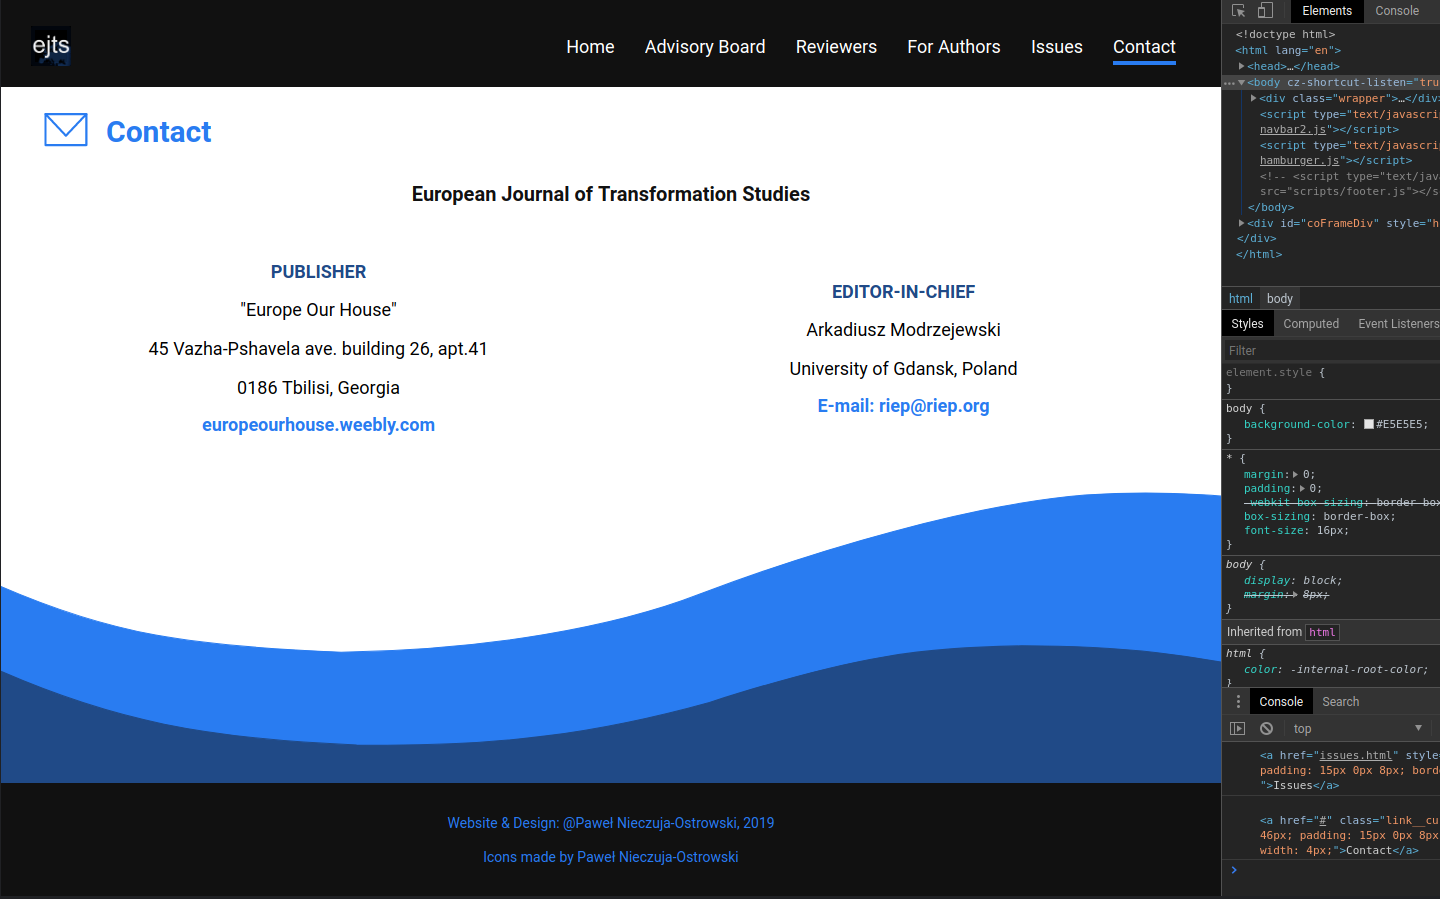 ejts
Home Advisory Board Reviewers For Authors Issues Contact
Contact
European Journal of Transformation Studies
PUBLISHER
"Europe Our House"
45 Vazha-Pshavela ave. building 26, apt.41
0186 Tbilisi, Georgia
europeourhouse.weebly.com
EDITOR-IN-CHIEF
Arkadiusz Modrzejewski
University of Gdansk, Poland
E-mail: riep@riep.org
Website & Design: @Paweł Nieczuja-Ostrowski, 2019
Icons made by Paweł Nieczuja-Ostrowski
Elements Console
<!doctype html>
<html lang="en">
<head>…</head>
<body cz-shortcut-listen="tru
<div class="wrapper">…</div>
<script type="text/javascri
navbar2.js"></script>
<script type="text/javascri
hamburger.js"></script>
<!-- <script type="text/jav
src="scripts/footer.js"></s
</body>
<div id="coFrameDiv" style="h
</div>
</html>
html body
Styles Computed Event Listeners
Filter
element.style {
}
body {
background-color: #E5E5E5;
}
* {
margin: 0;
padding: 0;
-webkit-box-sizing: border-box
box-sizing: border-box;
font-size: 16px;
}
body {
display: block;
margin: 8px;
}
Inherited from html
html {
color: -internal-root-color;
}
Console Search
top
<a href="issues.html" style
padding: 15px 0px 8px; bord
">Issues</a>
<a href="#" class="link__cu
46px; padding: 15px 0px 8px
width: 4px;">Contact</a>